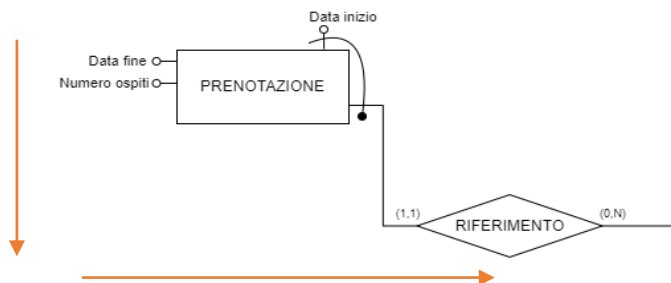 Data inizio
Data fine
Numero ospiti
PRENOTAZIONE
(1,1)
RIFERIMENTO
(0,N)